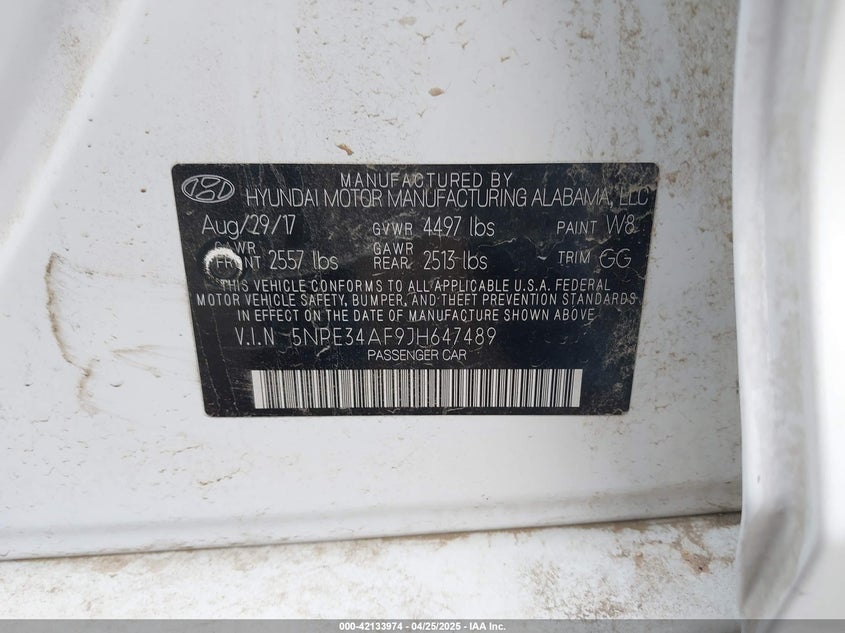 MANUFACTURED BY
HYUNDAI MOTOR MANUFACTURING ALABAMA, LLC
Aug/29/17 GVWR 4497 lbs PAINT W8
GAWR FRONT 2557 lbs GAWR REAR 2513 lbs TRIM GG
THIS VEHICLE CONFORMS TO ALL APPLICABLE U.S.A. FEDERAL
MOTOR VEHICLE SAFETY, BUMPER, AND THEFT PREVENTION STANDARDS
IN EFFECT ON THE DATE OF MANUFACTURE SHOWN ABOVE
V.I.N 5NPE34AF9JH647489
PASSENGER CAR
000-42133974 - 04/25/2025 - IAA Inc.